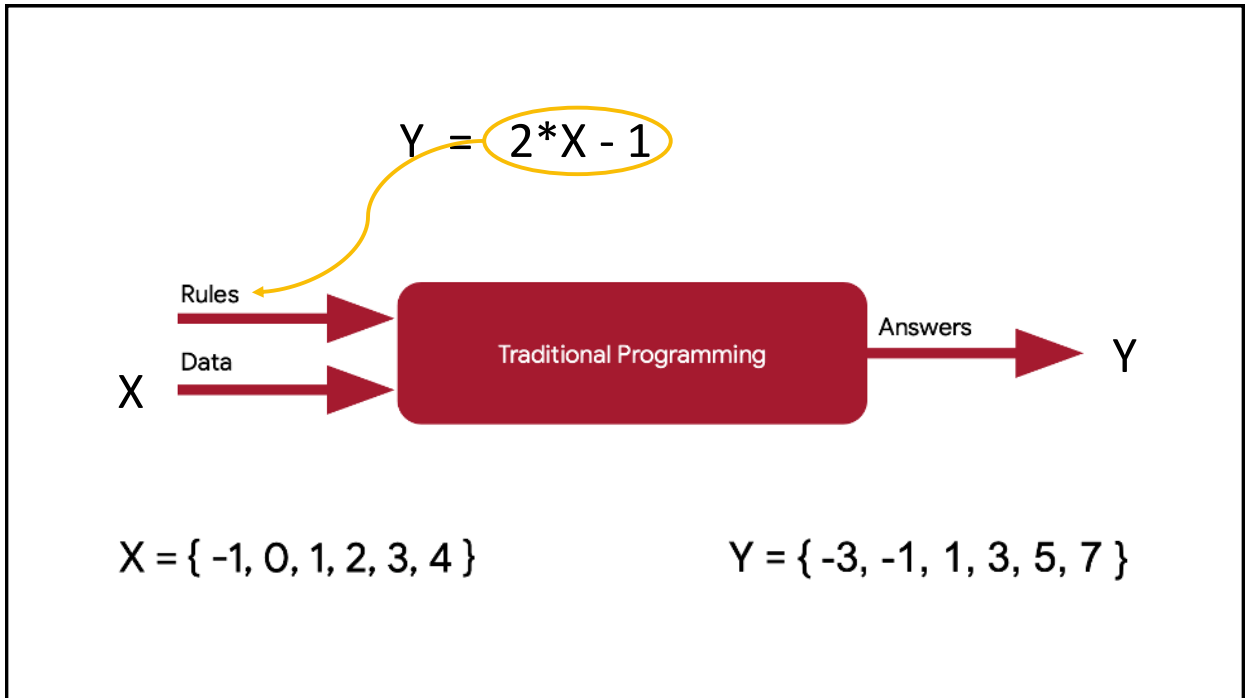 Y = 2*X - 1
Rules
Data
X
Traditional Programming
Answers
Y
X = { -1, 0, 1, 2, 3, 4 }
Y = { -3, -1, 1, 3, 5, 7 }